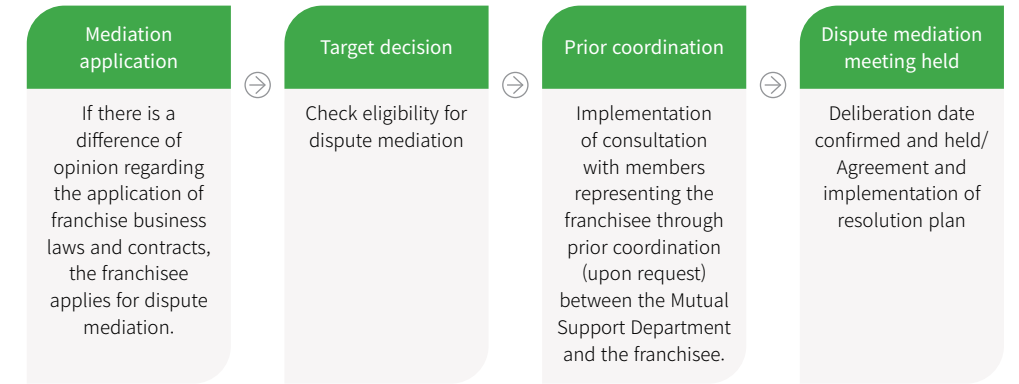 Mediation
application
If there is a
difference of
opinion regarding
the application of
franchise business
laws and contracts,
the franchisee
applies for dispute
mediation.
Target decision
Check eligibility for
dispute mediation
Prior coordination
Implementation
of consultation
with members
representing the
franchisee through
prior coordination
(upon request)
between the Mutual
Support Department
and the franchisee.
Dispute mediation
meeting held
Deliberation date
confirmed and held/
Agreement and
implementation of
resolution plan